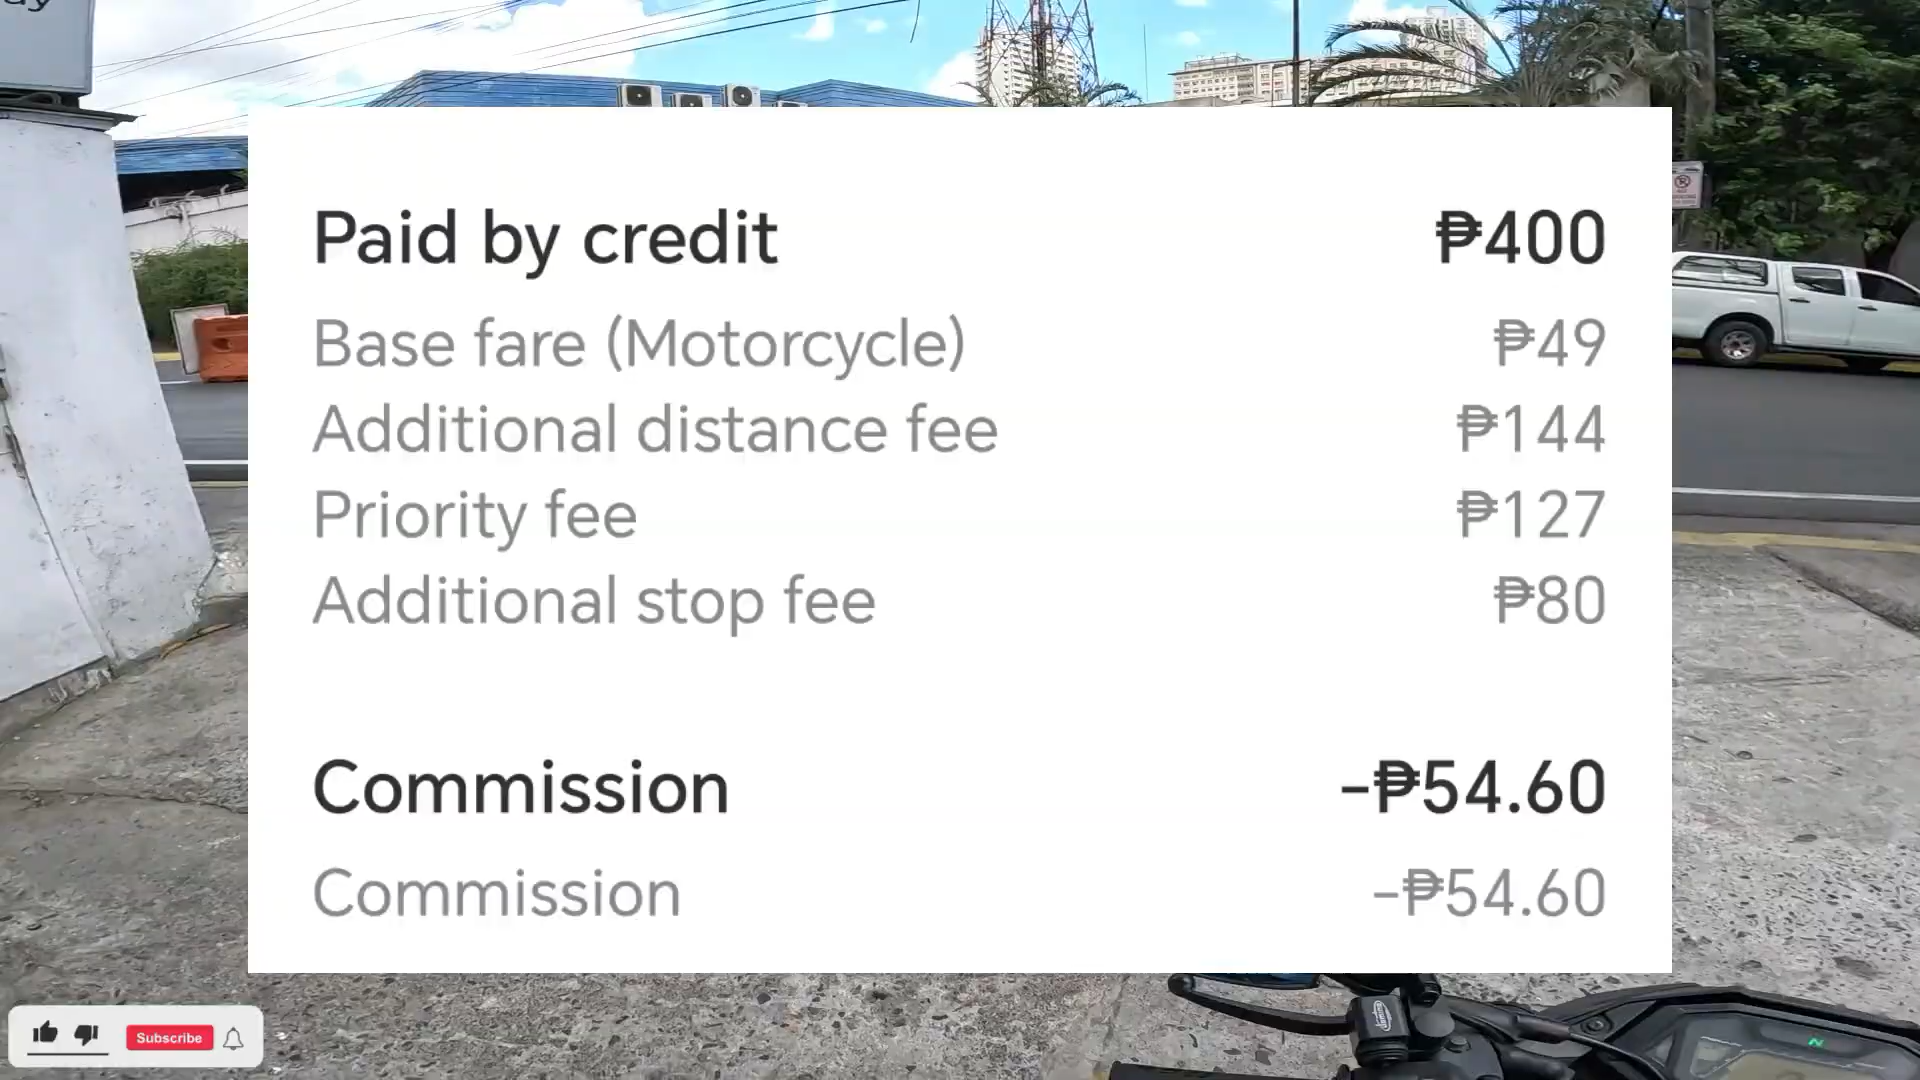 Paid by credit ₱400
Base fare (Motorcycle) ₱49
Additional distance fee ₱144
Priority fee ₱127
Additional stop fee ₱80
Commission -₱54.60
Commission -₱54.60
Subscribe
N